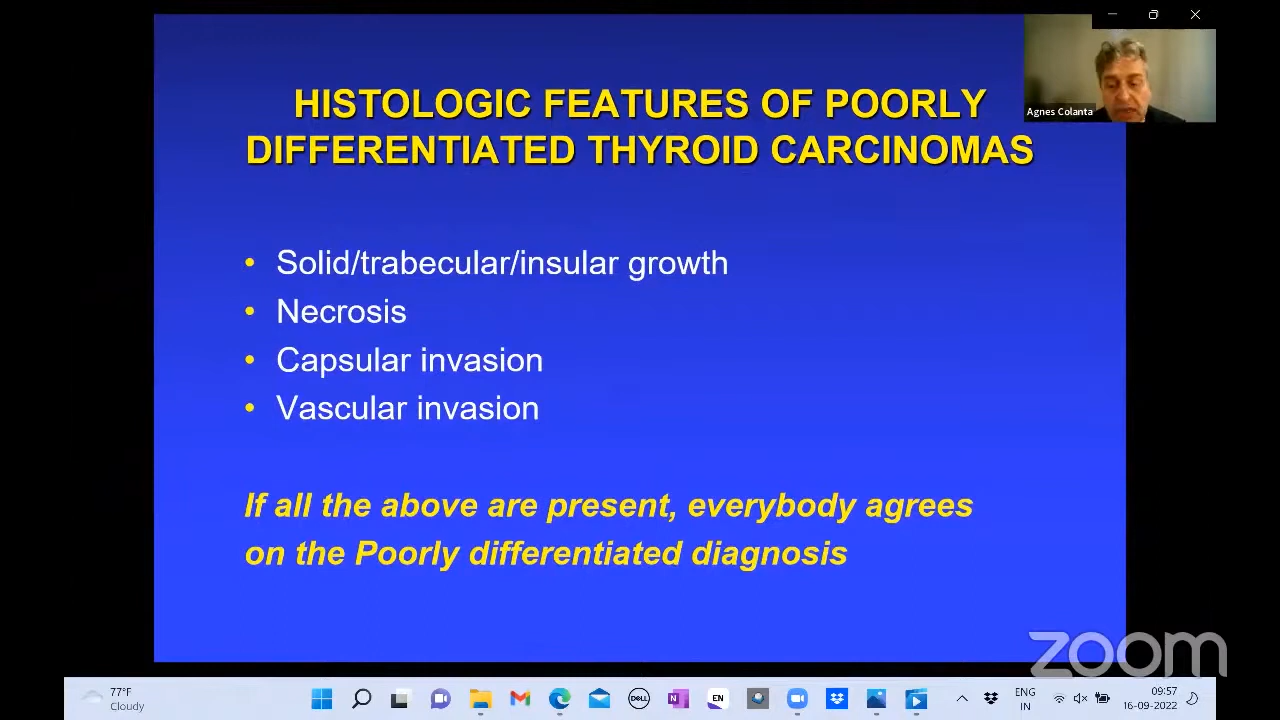 HISTOLOGIC FEATURES OF POORLY
DIFFERENTIATED THYROID CARCINOMAS
Agnes Colanta
• Solid/trabecular/insular growth
• Necrosis
• Capsular invasion
• Vascular invasion
If all the above are present, everybody agrees
on the Poorly differentiated diagnosis
zoom
77°F
Cloudy
DELL
N
EN
ENG
IN
09:57
16-09-2022